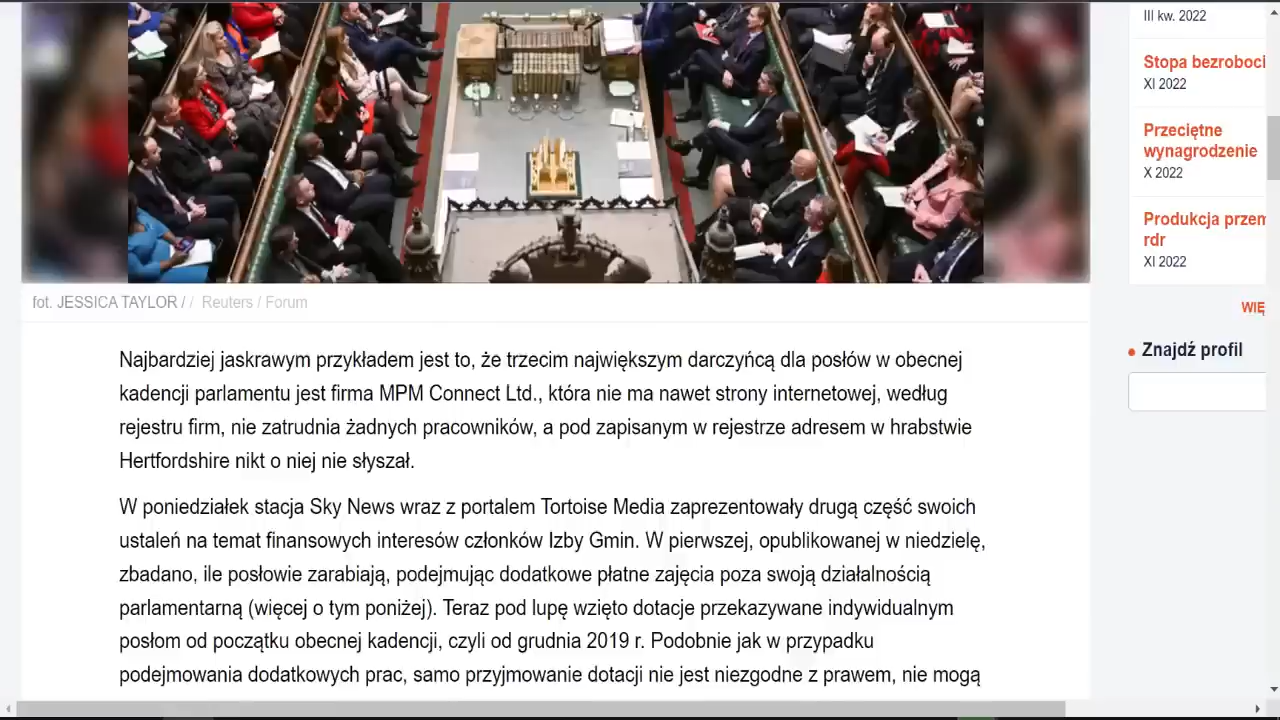 III kw. 2022
Stopa bezroboci
XI 2022
Przeciętne
wynagrodzenie
X 2022
Produkcja przem
rdr
XI 2022
WIĘ
Znajdź profil
fot. JESSICA TAYLOR / / Reuters / Forum
Najbardziej jaskrawym przykładem jest to, że trzecim największym darczyńcą dla posłów w obecnej
kadencji parlamentu jest firma MPM Connect Ltd., która nie ma nawet strony internetowej, według
rejestru firm, nie zatrudnia żadnych pracowników, a pod zapisanym w rejestrze adresem w hrabstwie
Hertfordshire nikt o niej nie słyszał.
W poniedziałek stacja Sky News wraz z portalem Tortoise Media zaprezentowały drugą część swoich
ustaleń na temat finansowych interesów członków Izby Gmin. W pierwszej, opublikowanej w niedzielę,
zbadano, ile posłowie zarabiają, podejmując dodatkowe płatne zajęcia poza swoją działalnością
parlamentarną (więcej o tym poniżej). Teraz pod lupę wzięto dotacje przekazywane indywidualnym
posłom od początku obecnej kadencji, czyli od grudnia 2019 r. Podobnie jak w przypadku
podejmowania dodatkowych prac, samo przyjmowanie dotacji nie jest niezgodne z prawem, nie mogą